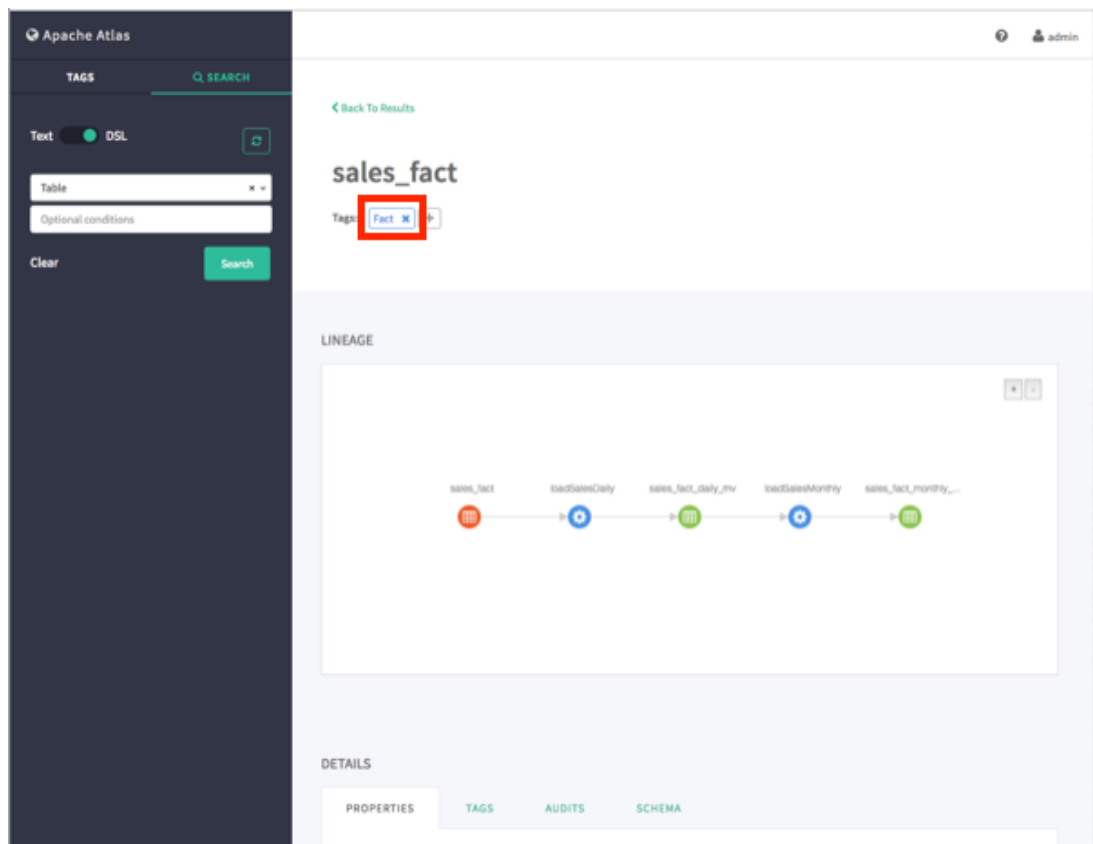 Apache Atlas
admin
TAGS
SEARCH
Back To Results
Text
DSL
sales_fact
Table
Tags:
Fact
Optional conditions
Clear
Search
LINEAGE
sales_fact
loadSalesDaily
sales_fact_daily_mv
loadSalesMonthly
sales_fact_monthly_...
DETAILS
PROPERTIES
TAGS
AUDITS
SCHEMA